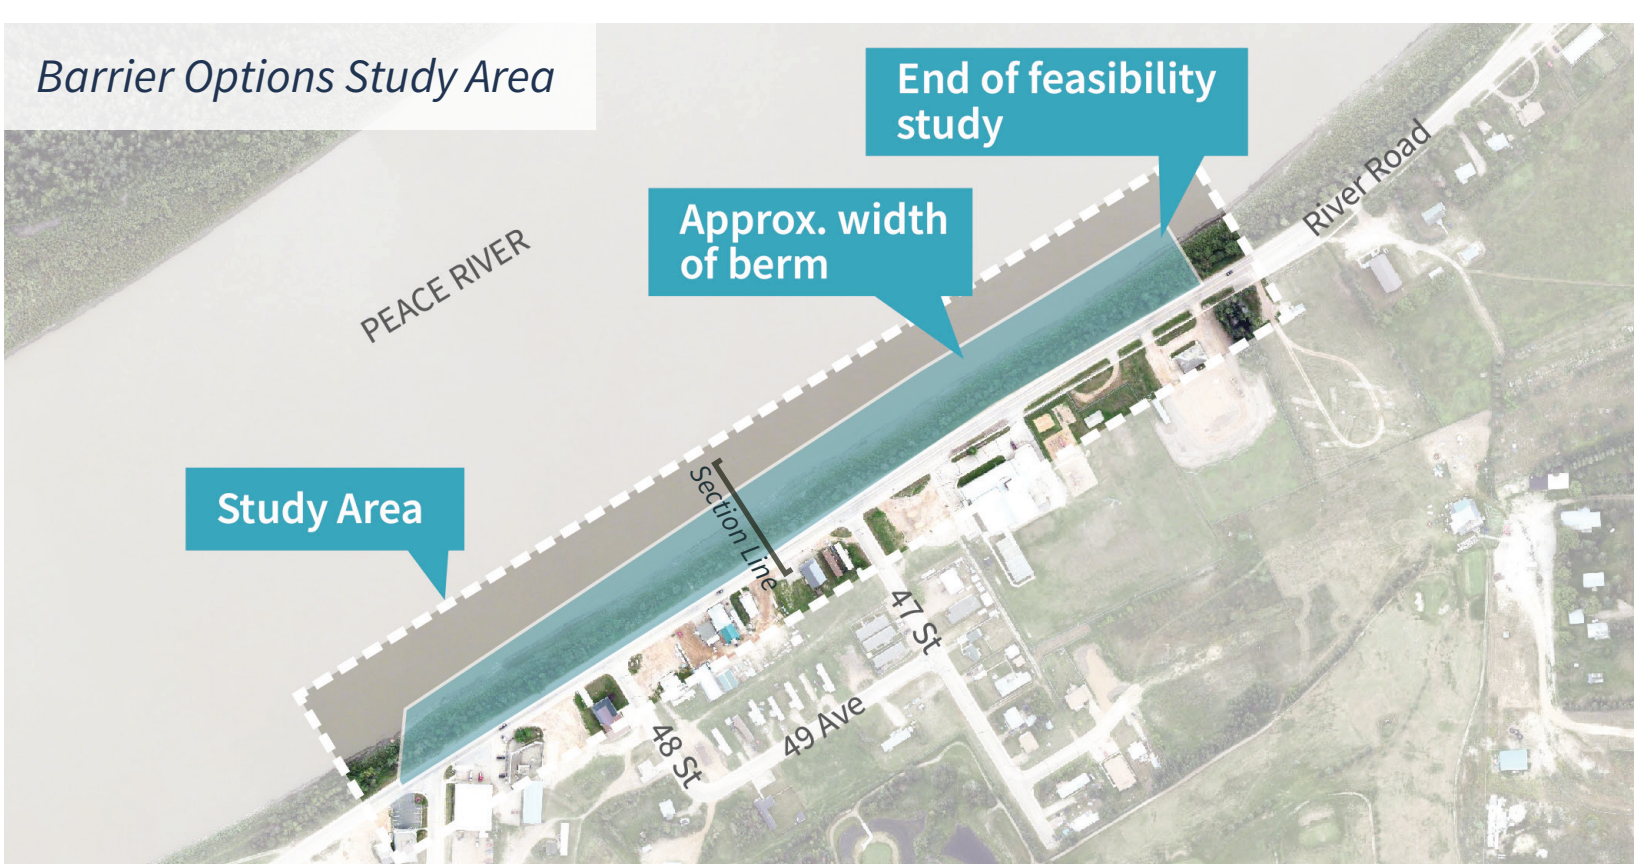 Barrier Options Study Area
End of feasibility
study
River Road
Approx. width
of berm
PEACE RIVER
Section Line
Study Area
47 St
49 Ave
48 St